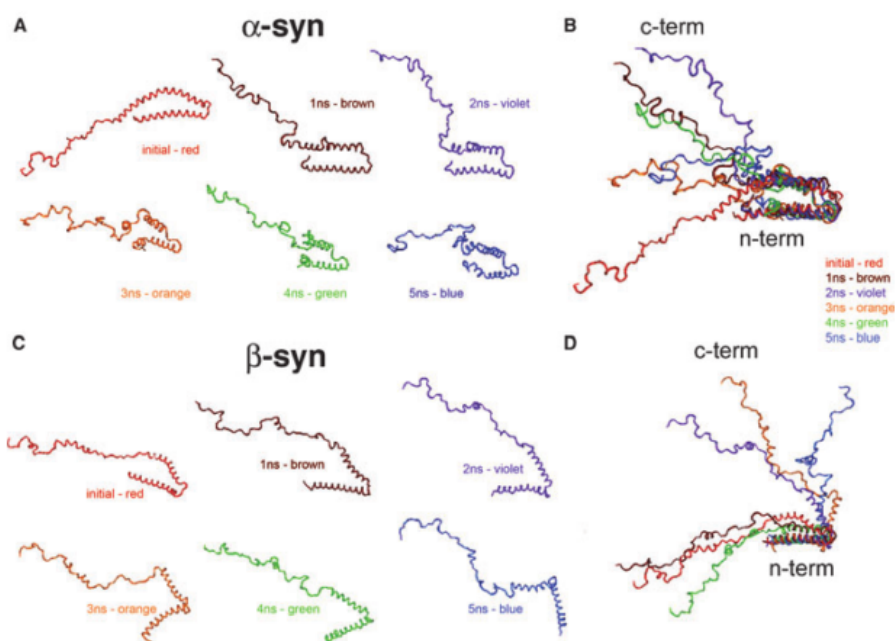 A
α-syn
initial - red
1ns - brown
2ns - violet
3ns - orange
4ns - green
5ns - blue
B
c-term
n-term
initial - red
1ns - brown
2ns - violet
3ns - orange
4ns - green
5ns - blue
C
β-syn
initial - red
1ns - brown
2ns - violet
3ns - orange
4ns - green
5ns - blue
D
c-term
n-term